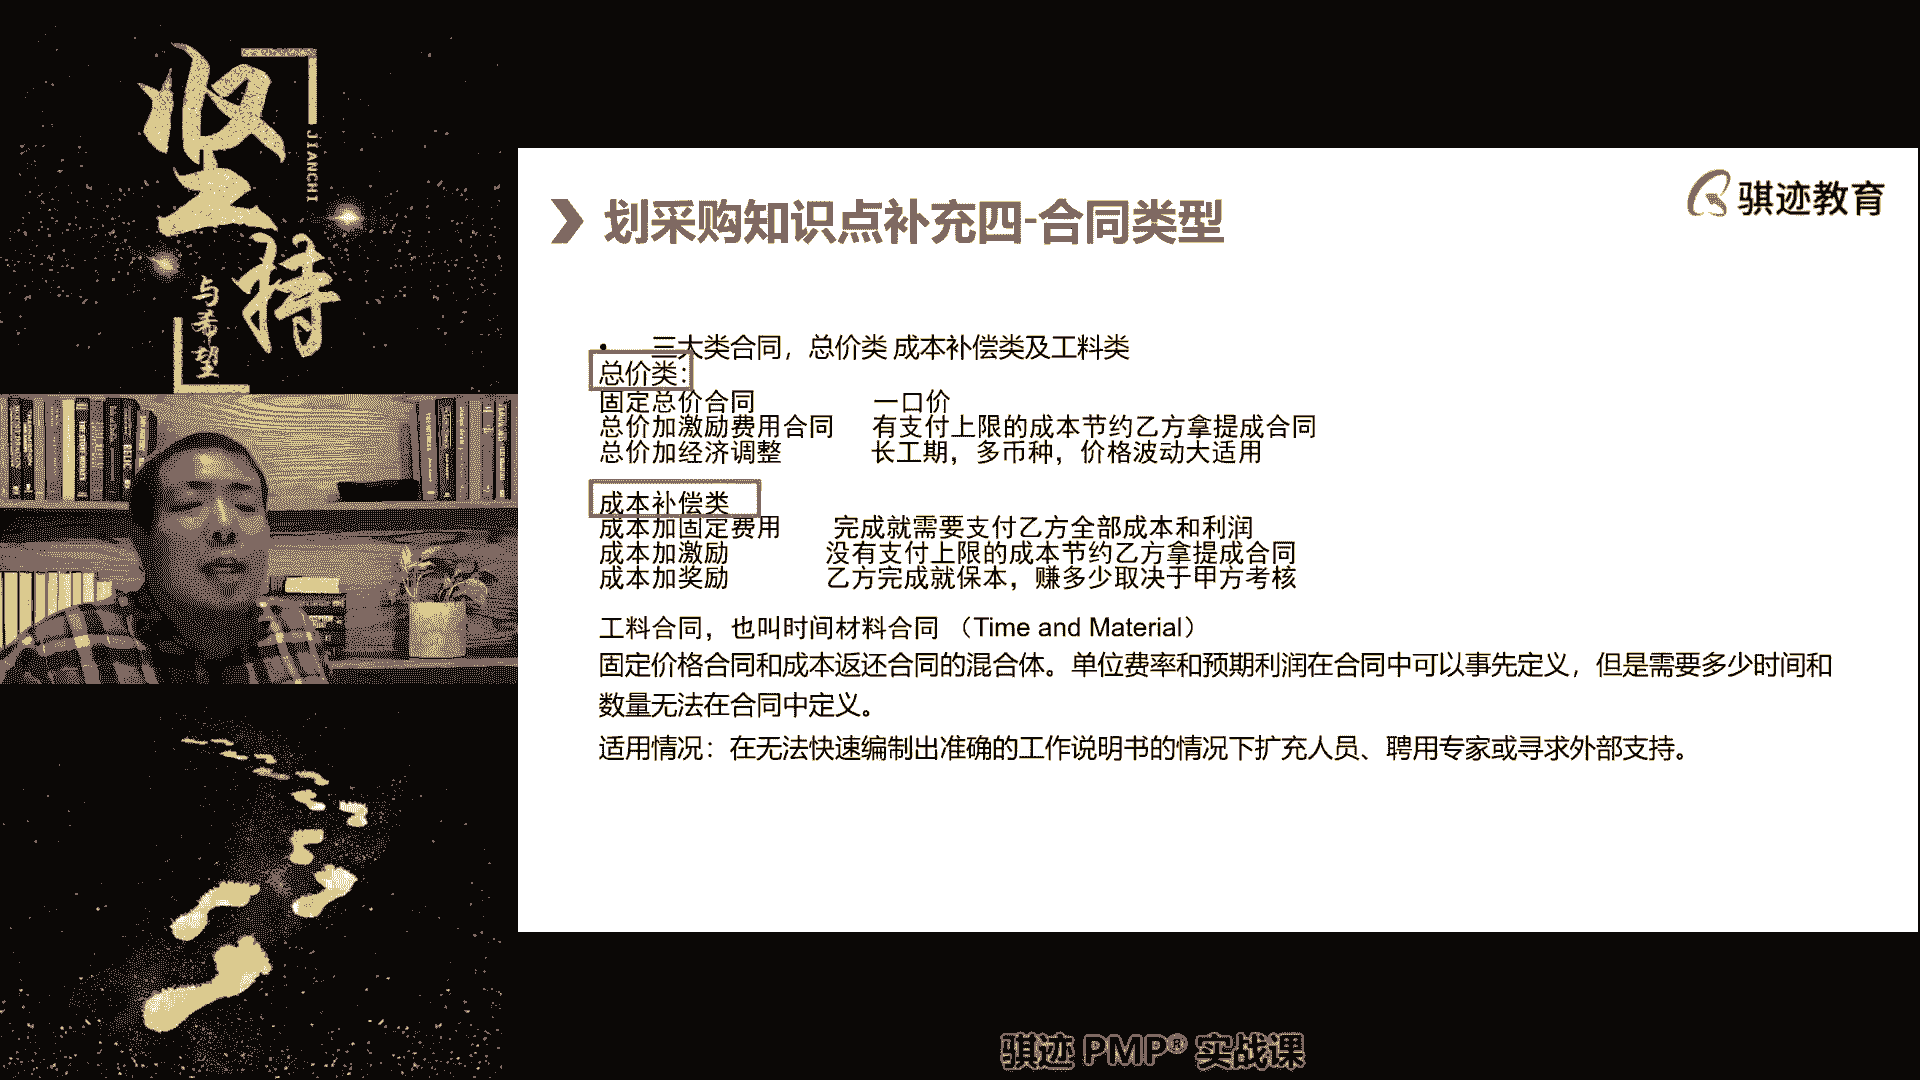 坚持
JIANCHI
与希望
骐迹教育
划采购知识点补充四-合同类型
• 三大类合同，总价类 成本补偿类及工料类
总价类：
固定总价合同 一口价
总价加激励费用合同 有支付上限的成本节约乙方拿提成合同
总价加经济调整 长工期，多币种，价格波动大适用
成本补偿类
成本加固定费用 完成就需要支付乙方全部成本和利润
成本加激励 没有支付上限的成本节约乙方拿提成合同
成本加奖励 乙方完成就保本，赚多少取决于甲方考核
工料合同，也叫时间材料合同 （Time and Material）
固定价格合同和成本返还合同的混合体。单位费率和预期利润在合同中可以事先定义，但是需要多少时间和
数量无法在合同中定义。
适用情况：在无法快速编制出准确的工作说明书的情况下扩充人员、聘用专家或寻求外部支持。
骐迹 PMP® 实战课